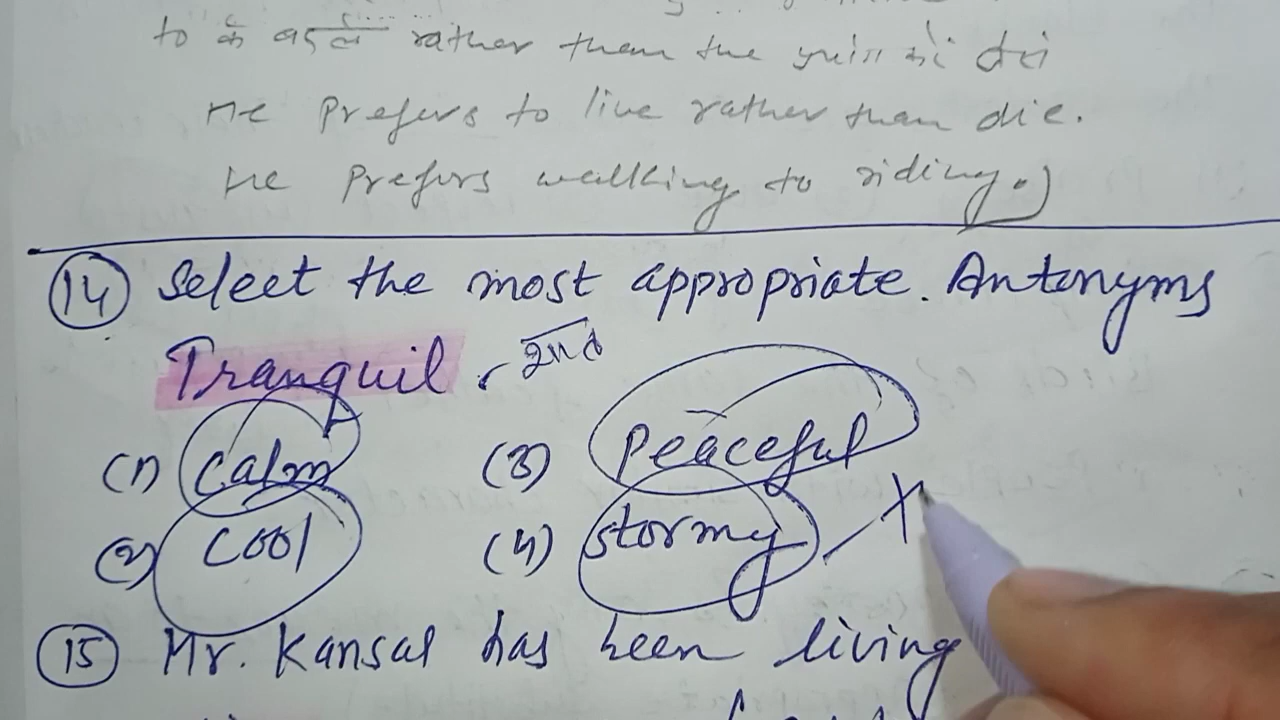 to
rather than the
He Prefers to live rather than die.
He Prefers walking to riding.)
14 Select the most appropriate. Antonyms
Tranquil 2nd
(1) calm (3) Peaceful
(2) cool (4) stormy
15 Mr. Kansal has been living